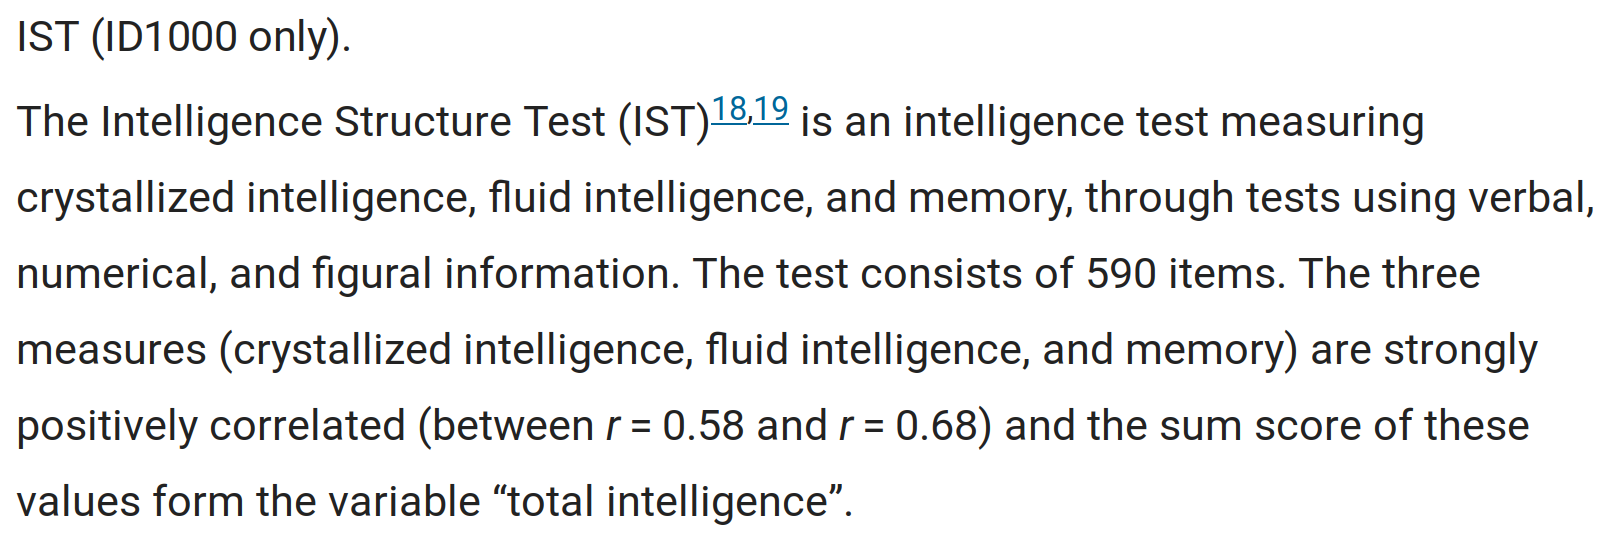 IST (ID1000 only).
The Intelligence Structure Test (IST)18,19 is an intelligence test measuring
crystallized intelligence, fluid intelligence, and memory, through tests using verbal,
numerical, and figural information. The test consists of 590 items. The three
measures (crystallized intelligence, fluid intelligence, and memory) are strongly
positively correlated (between r = 0.58 and r = 0.68) and the sum score of these
values form the variable “total intelligence”.